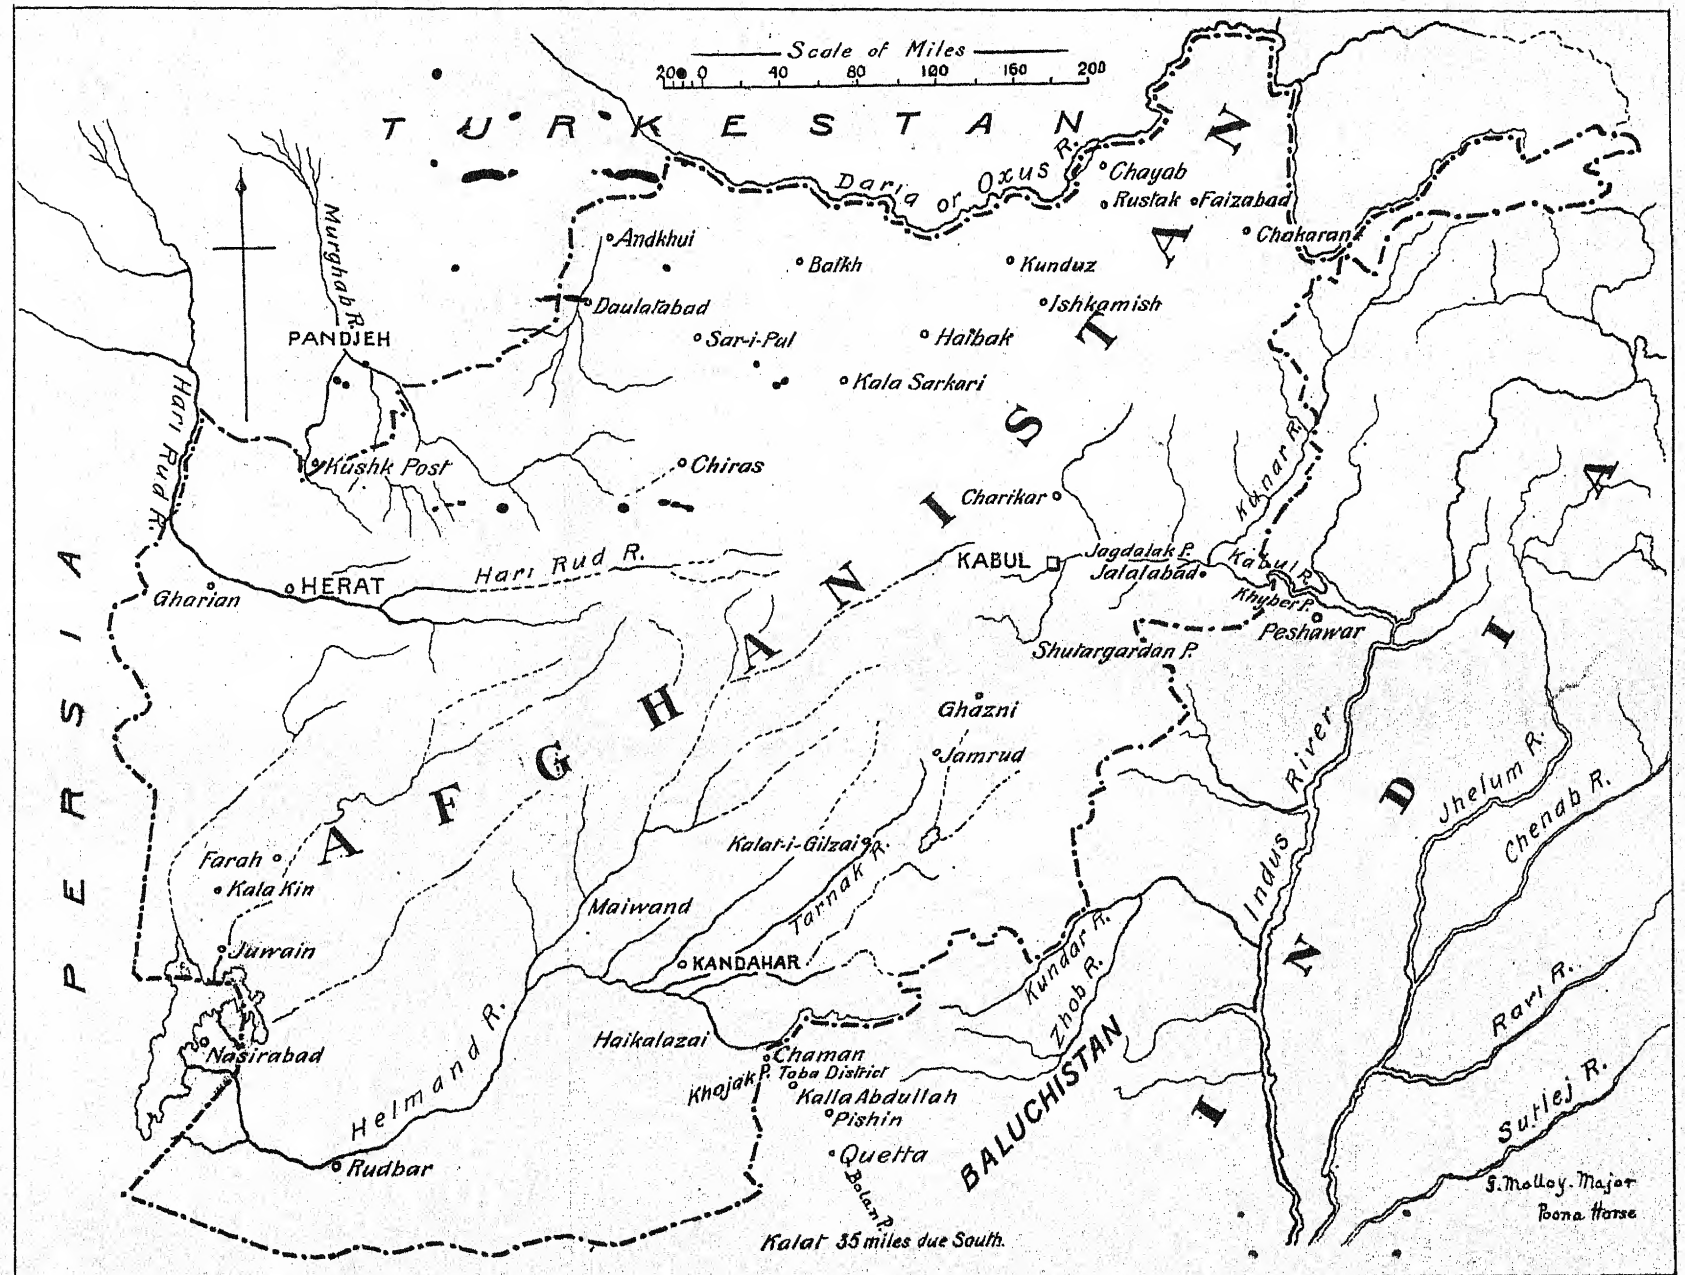 Scale of Miles
20 0 40 80 120 160 200
TURKESTAN
Daria or Oxus R.
Chayab
Rustak
Faizabad
Chakaran
Murghab R.
Andkhui
Balkh
Kunduz
Daulatabad
Ishkamish
PANDJEH
Sar-i-Pul
Haibak
Kala Sarkari
Hari Rud R.
Kushk Post
Chiras
Charikar
Kunar R.
PERSIA
AFGHANISTAN
INDIA
Hari Rud R.
KABUL
Jagdalak P.
Jalalabad
Kabul R.
Khyber P.
Peshawar
Gharian
HERAT
Shutargardan P.
Ghazni
Jamrud
Indus River
Jhelum R.
Chenab R.
Farah
Kala Kin
Kalat-i-Gilzai
Tarnak R.
Maiwand
Juwain
KANDAHAR
Kundar R.
Zhob R.
Ravi R.
Sutlej R.
Nasirabad
Helmand R.
Haikalazai
Chaman
Khojak P.
Toba District
Kalla Abdullah
Pishin
BALUCHISTAN
Rudbar
Quetta
Bolan P.
Kalat 35 miles due South.
G. Molloy. Major
Poona Horse